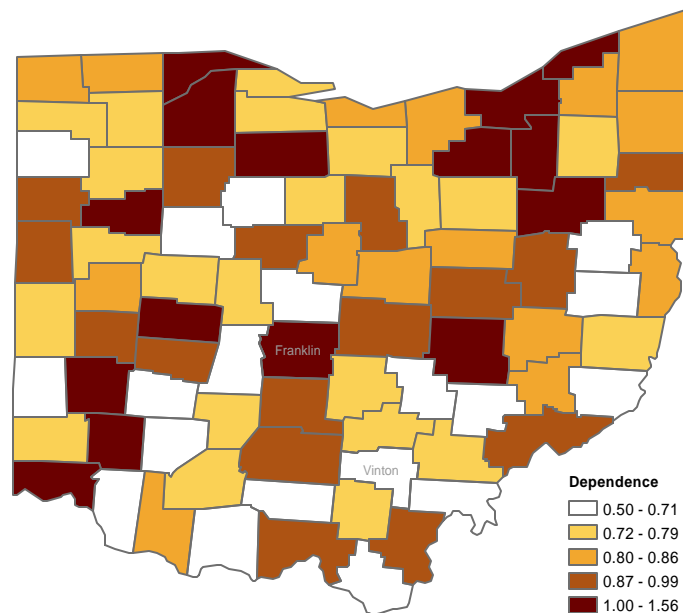 Franklin
Vinton
Dependence
0.50 - 0.71
0.72 - 0.79
0.80 - 0.86
0.87 - 0.99
1.00 - 1.56